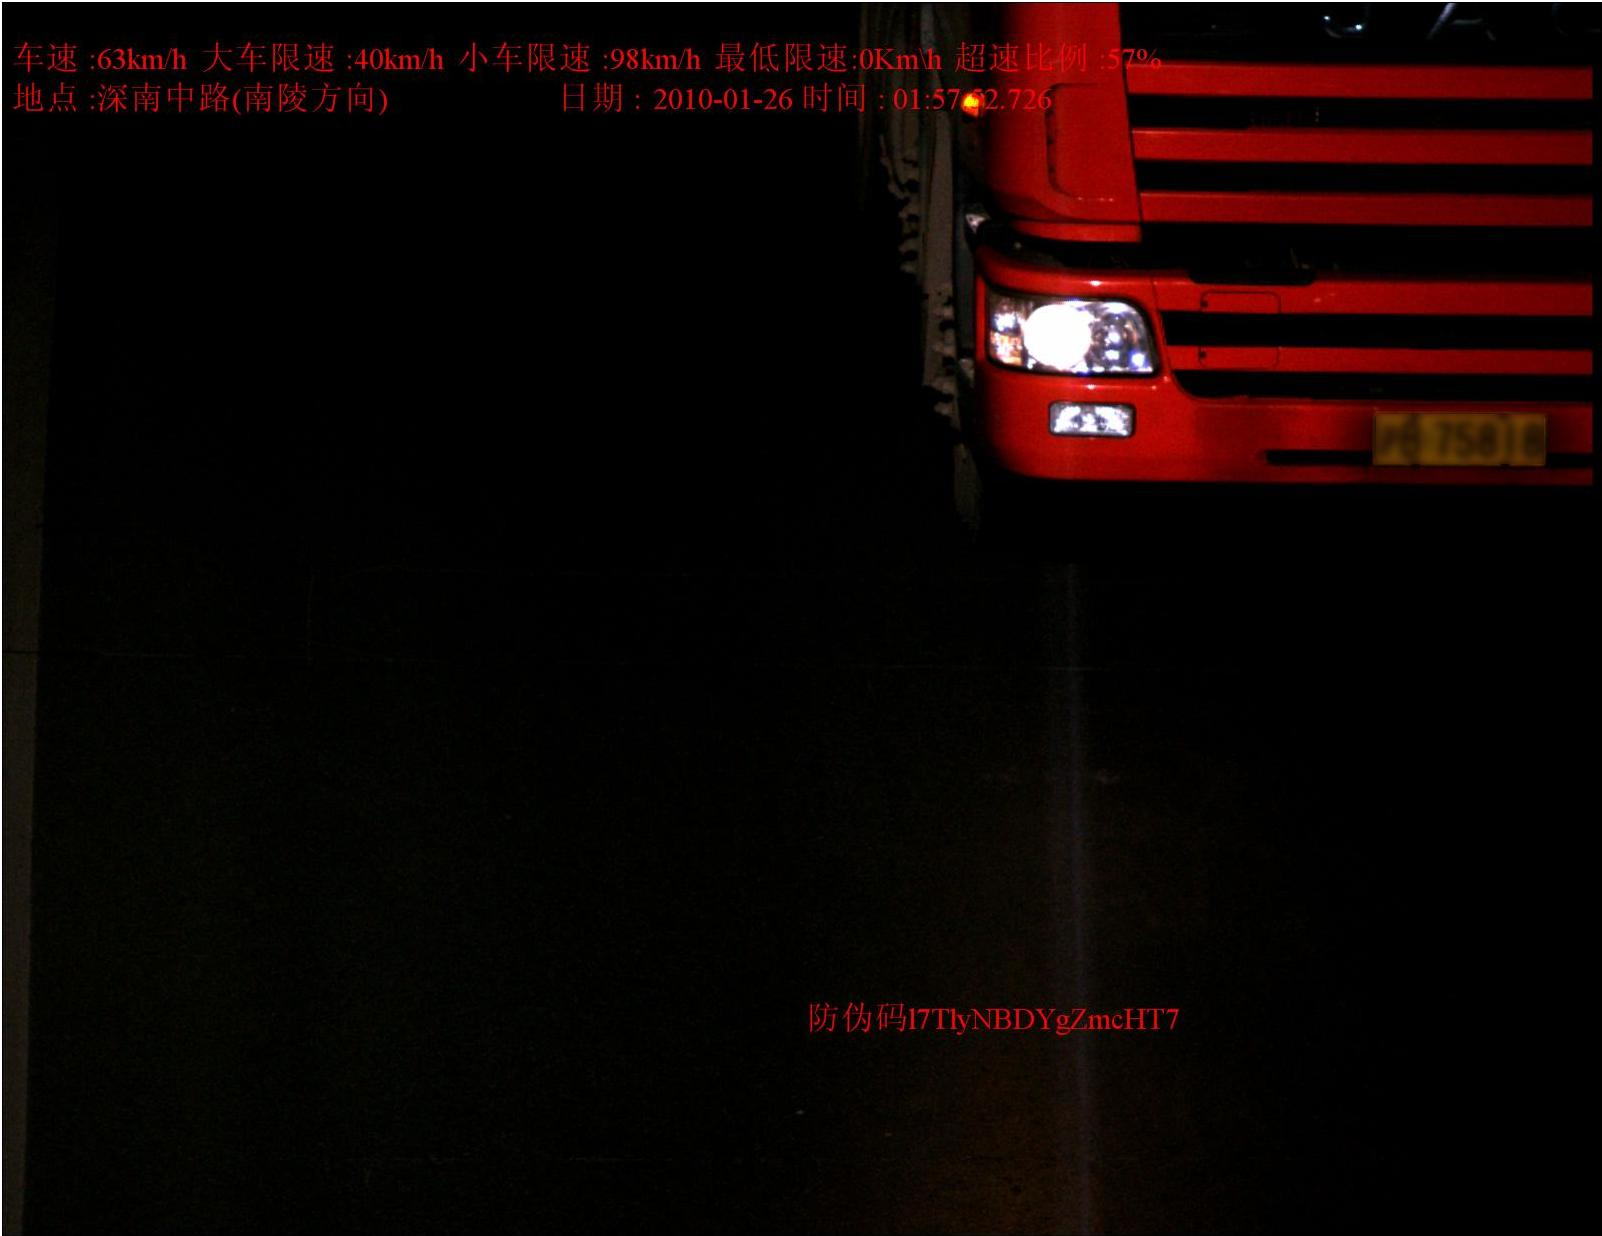 车速 :63km/h 大车限速 :40km/h 小车限速 :98km/h 最低限速:0Km\h 超速比例 :57%
地点 :深南中路(南陵方向) 日期 : 2010-01-26 时间 : 01:57:52.726
防伪码l7TlyNBDYgZmcHT7